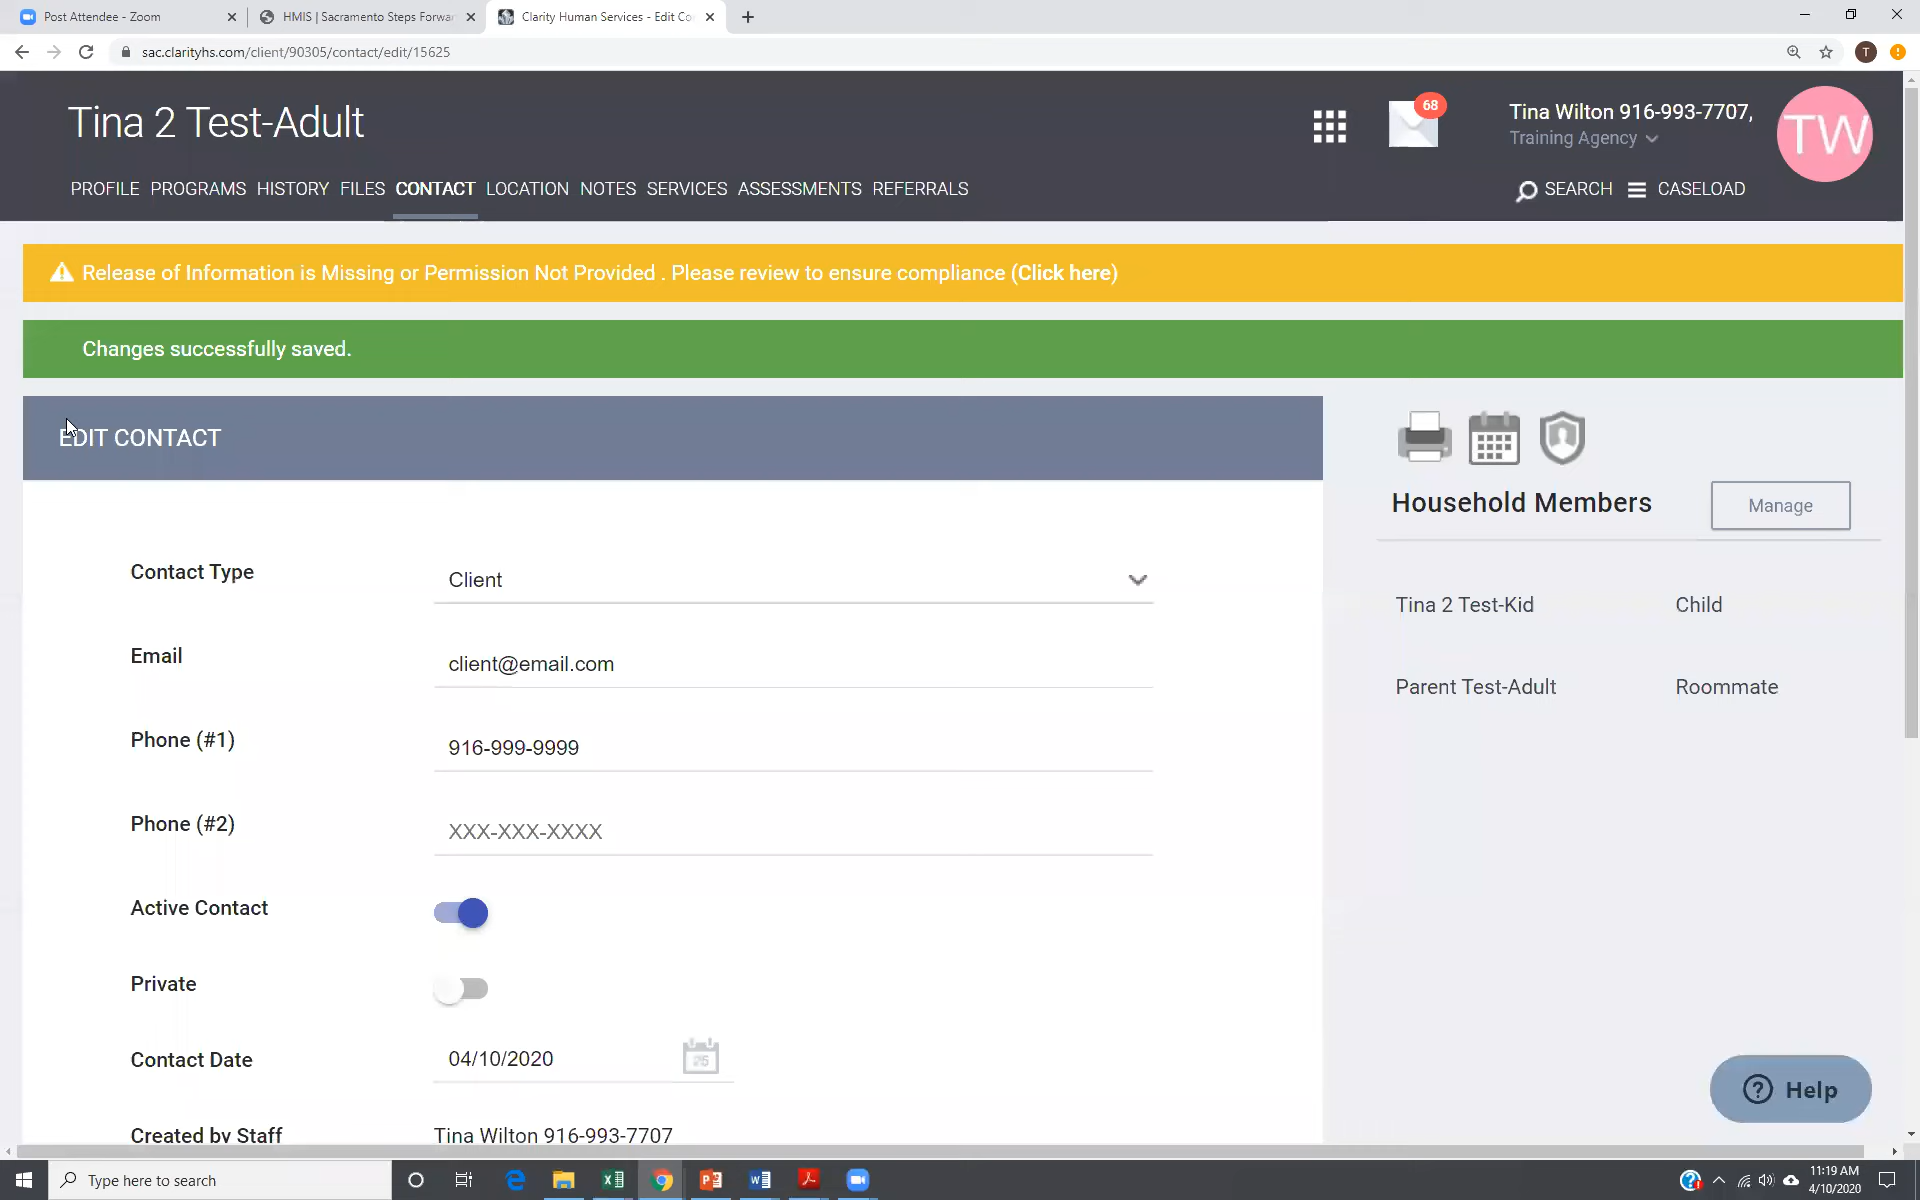 Post Attendee - Zoom
HMIS | Sacramento Steps Forwar
Clarity Human Services - Edit Co
sac.clarityhs.com/client/90305/contact/edit/15625
T
Tina 2 Test-Adult
68
Tina Wilton 916-993-7707,
Training Agency
TW
PROFILE PROGRAMS HISTORY FILES CONTACT LOCATION NOTES SERVICES ASSESSMENTS REFERRALS
SEARCH CASELOAD
Release of Information is Missing or Permission Not Provided . Please review to ensure compliance (Click here)
Changes successfully saved.
EDIT CONTACT
Contact Type Client
Email client@email.com
Phone (#1) 916-999-9999
Phone (#2) XXX-XXX-XXXX
Active Contact
Private
Contact Date 04/10/2020
25
Created by Staff Tina Wilton 916-993-7707
Household Members Manage
Tina 2 Test-Kid Child
Parent Test-Adult Roommate
Help
Type here to search
11:19 AM
4/10/2020